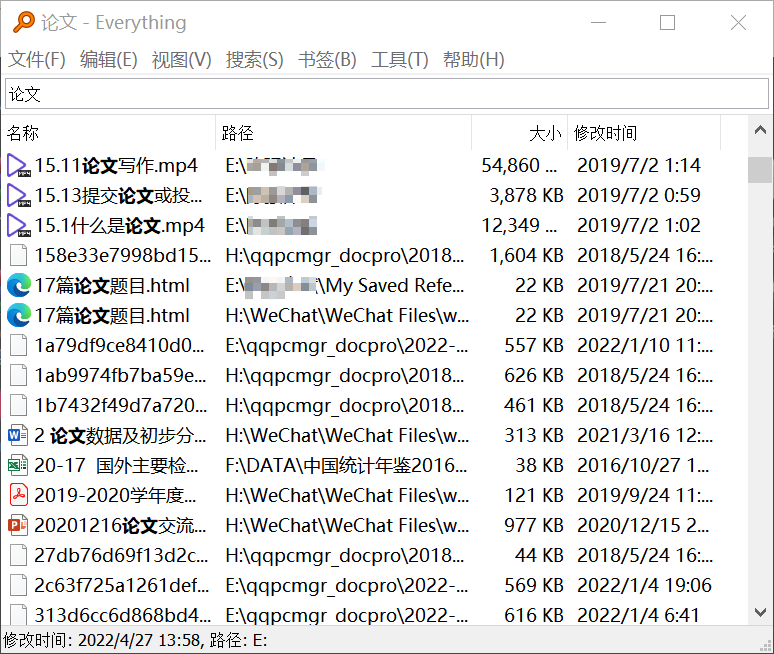 论文 - Everything
文件(F) 编辑(E) 视图(V) 搜索(S) 书签(B) 工具(T) 帮助(H)
论文
名称 路径 大小 修改时间
15.11论文写作.mp4 E:\ 54,860 ... 2019/7/2 1:14
15.13提交论文或投... E:\ 3,878 KB 2019/7/2 0:59
15.1什么是论文.mp4 E:\ 12,349 ... 2019/7/2 1:02
158e33e7998bd15... H:\qqpcmgr_docpro\2018... 1,604 KB 2018/5/24 16:...
17篇论文题目.html E:\ \My Saved Refe... 22 KB 2019/7/21 20:...
17篇论文题目.html H:\WeChat\WeChat Files\w... 22 KB 2019/7/21 20:...
1a79df9ce8410d0... E:\qqpcmgr_docpro\2022-... 557 KB 2022/1/10 11:...
1ab9974fb7ba59e... H:\qqpcmgr_docpro\2018... 626 KB 2018/5/24 16:...
1b7432f49d7a720... H:\qqpcmgr_docpro\2018... 461 KB 2018/5/24 16:...
2 论文数据及初步分... H:\WeChat\WeChat Files\w... 313 KB 2021/3/16 12:...
20-17 国外主要检... F:\DATA\中国统计年鉴2016... 38 KB 2016/10/27 1...
2019-2020学年度... H:\WeChat\WeChat Files\w... 121 KB 2019/9/24 11:...
20201216论文交流... H:\WeChat\WeChat Files\w... 977 KB 2020/12/15 2...
27db76d69f13d2c... H:\qqpcmgr_docpro\2018... 44 KB 2018/5/24 16:...
2c63f725a1261def... E:\qqpcmgr_docpro\2022-... 569 KB 2022/1/4 19:06
313d6cc6d868bd4... E:\qqpcmgr_docpro\2022-... 616 KB 2022/1/4 6:41
修改时间: 2022/4/27 13:58, 路径: E: